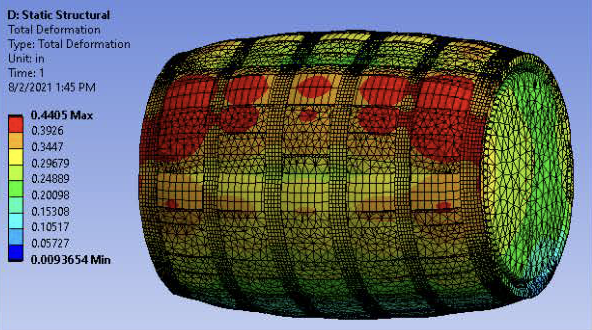 D: Static Structural
Total Deformation
Type: Total Deformation
Unit: in
Time: 1
8/2/2021 1:45 PM
0.4405 Max
0.3926
0.3447
0.29679
0.24889
0.20098
0.15308
0.10517
0.05727
0.0093654 Min